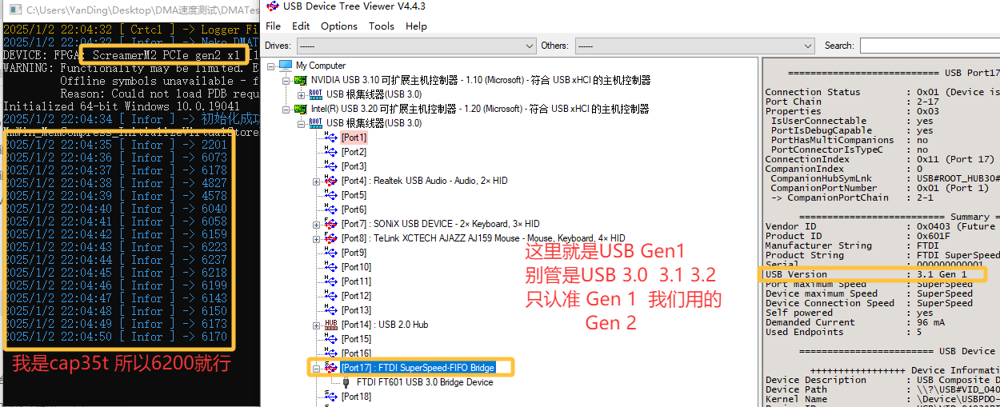 C:\Users\YanDing\Desktop\DMA速度测试\DMATes
2025/1/2 22:04:32 [ Crtcl ] -> Logger Fi
2025/1/2 22:04:32 [ Infor ] -> Neko DMAT
DEVICE: FPGA: ScreamerM2 PCIe gen2 x1 [1
WARNING: Functionality may be limited. E
Offline symbols unavailable - f
Reason: Could not load PDB requ
Initialized 64-bit Windows 10.0.19041
2025/1/2 22:04:34 [ Infor ] -> 初始化成功
MmWin_MemCompress_InitializeVirtualStore
2025/1/2 22:04:35 [ Infor ] -> 2201
2025/1/2 22:04:36 [ Infor ] -> 6073
2025/1/2 22:04:37 [ Infor ] -> 6178
2025/1/2 22:04:38 [ Infor ] -> 4827
2025/1/2 22:04:39 [ Infor ] -> 4578
2025/1/2 22:04:40 [ Infor ] -> 6040
2025/1/2 22:04:41 [ Infor ] -> 6058
2025/1/2 22:04:42 [ Infor ] -> 6159
2025/1/2 22:04:43 [ Infor ] -> 6223
2025/1/2 22:04:44 [ Infor ] -> 6237
2025/1/2 22:04:45 [ Infor ] -> 6218
2025/1/2 22:04:46 [ Infor ] -> 6199
2025/1/2 22:04:47 [ Infor ] -> 6143
2025/1/2 22:04:48 [ Infor ] -> 6150
2025/1/2 22:04:49 [ Infor ] -> 6173
2025/1/2 22:04:50 [ Infor ] -> 6170
我是cap35t 所以6200就行
USB Device Tree Viewer V4.4.3
File Edit Options Tools Help
Drives: ------ Others: ------ Search:
My Computer
NVIDIA USB 3.10 可扩展主机控制器 - 1.10 (Microsoft) - 符合 USB xHCI 的主机控制器
USB 根集线器(USB 3.0)
Intel(R) USB 3.20 可扩展主机控制器 - 1.20 (Microsoft) - 符合 USB xHCI 的主机控制器
USB 根集线器(USB 3.0)
[Port1]
[Port2]
[Port3]
[Port4] : Realtek USB Audio - Audio, 2× HID
[Port5]
[Port6]
[Port7] : SONiX USB DEVICE - 2× Keyboard, 3× HID
[Port8] : TeLink XCTECH AJAZZ AJ159 Mouse - Mouse, Keyboard, 4× HID
[Port9]
[Port10]
[Port11]
[Port12]
[Port13]
[Port14] : USB 2.0 Hub
[Port15]
[Port16]
[Port17] : FTDI SuperSpeed-FIFO Bridge
FTDI FT601 USB 3.0 Bridge Device
[Port18]
这里就是USB Gen1
别管是USB 3.0 3.1 3.2
只认准 Gen 1 我们用的
Gen 2
============================ USB Port17
Connection Status : 0x01 (Device is
Port Chain : 2-17
Properties : 0x03
IsUserConnectable : yes
PortIsDebugCapable : yes
PortHasMultiCompanions : no
PortConnectorIsTypeC : no
ConnectionIndex : 0x11 (Port 17)
CompanionIndex : 0
CompanionHubSymLnk : USB#ROOT_HUB30#
CompanionPortNumber : 0x01 (Port 1)
-> CompanionPortChain : 2-1
=========================== Summary =
Vendor ID : 0x0403 (Future
Product ID : 0x601F
Manufacturer String : FTDI
Product String : FTDI SuperSpeed
Serial : 000000000001
USB Version : 3.1 Gen 1
Port maximum Speed : SuperSpeed
Device maximum Speed : SuperSpeed
Device Connection Speed : SuperSpeed
Self powered : yes
Demanded Current : 96 mA
Used Endpoints : 5
======================== USB Device
+++++++++++++++++ Device Informat
Device Description : USB Composite D
Device Path : \\?\USB#VID_040
Kernel Name : \Device\USBPDO-